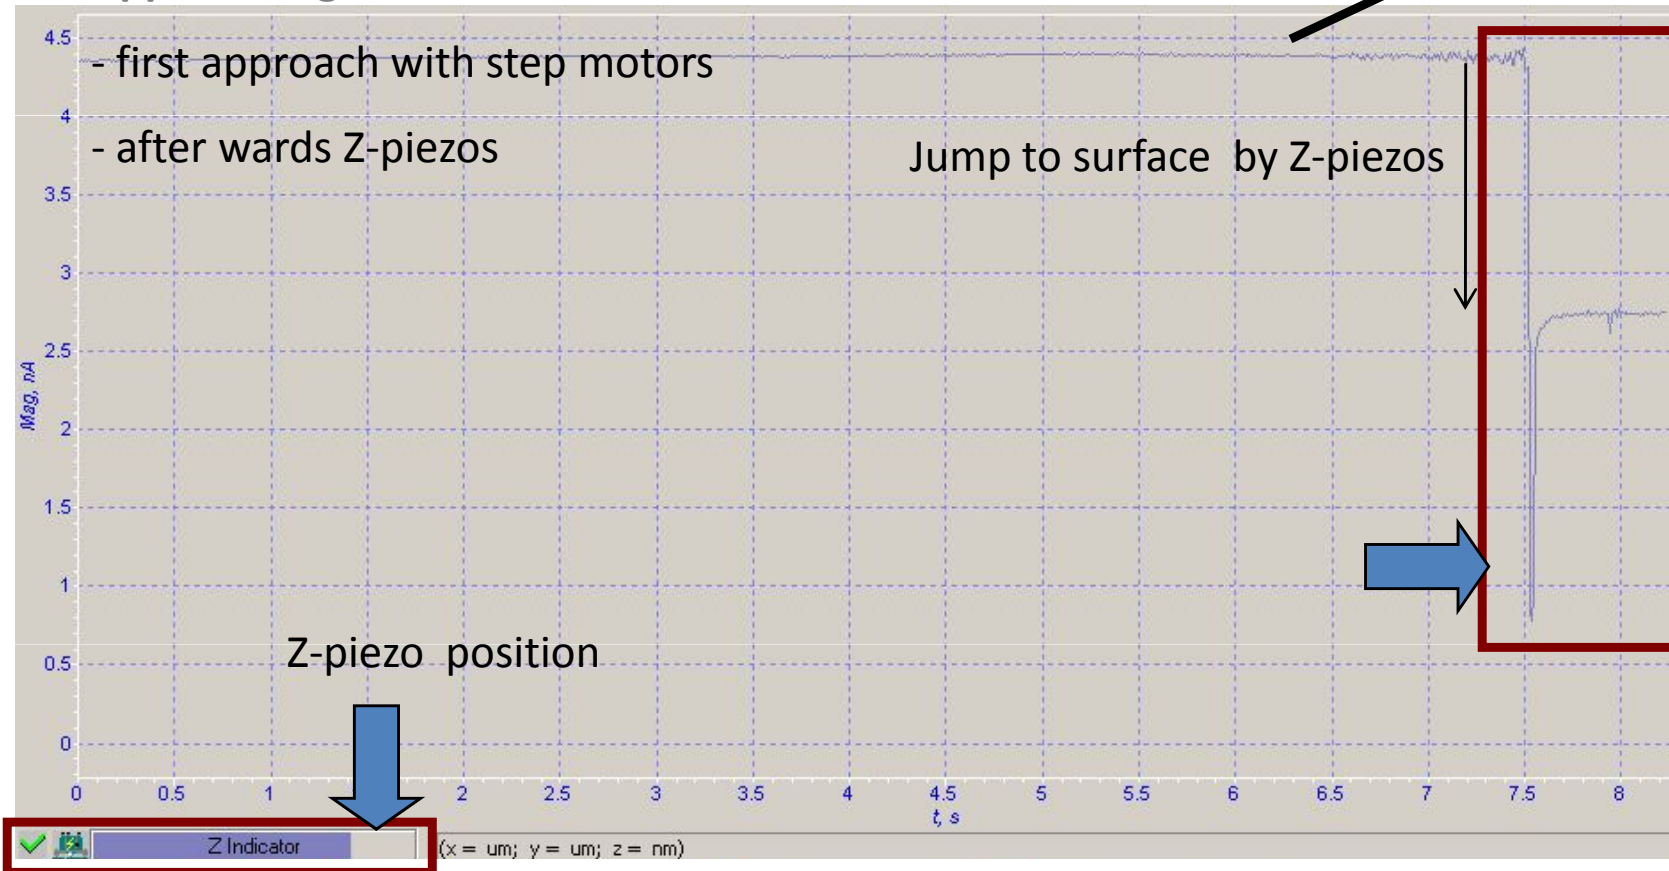 4.5
- first approach with step motors
4
- after wards Z-piezos
Jump to surface by Z-piezos
3.5
3
2.5
Mag, nA
2
1.5
1
Z-piezo position
0.5
0
0 0.5 1 2 2.5 3 3.5 4 4.5 5 5.5 6 6.5 7 7.5 8
t, s
Z Indicator
(x = um; y = um; z = nm)